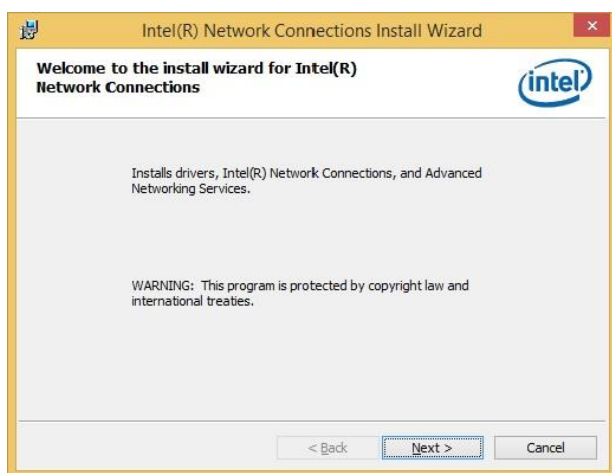 Intel(R) Network Connections Install Wizard
Welcome to the install wizard for Intel(R)
Network Connections
intel
Installs drivers, Intel(R) Network Connections, and Advanced
Networking Services.
WARNING: This program is protected by copyright law and
international treaties.
< Back Next > Cancel